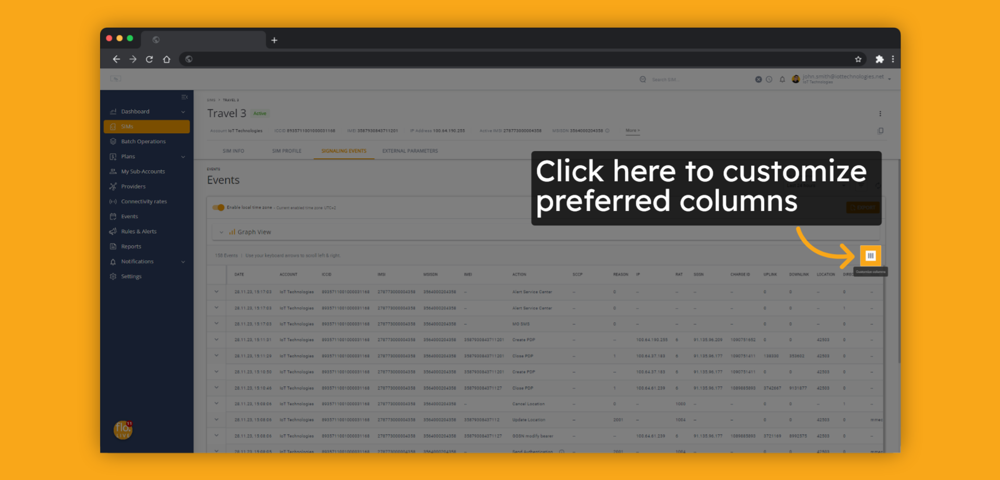 Search SIM...
john.smith@iottechnologies.net
IoT Technologies
Dashboard
SIMs
Batch Operations
Plans
My Sub-Accounts
Providers
Connectivity rates
Events
Rules & Alerts
Reports
Notifications
Settings
11
flo.
LIVE
SIMS > TRAVEL 3
Travel 3 Active
Account IoT Technologies ICCID 8935711001000031168 IMEI 3587930843711201 IP Address 100.64.190.255 Active IMSI 278773000004358 MSISDN 3564000204358 More >
SIM INFO SIM PROFILE SIGNALING EVENTS EXTERNAL PARAMETERS
EVENTS
Events
Last 24 hours
Click here to customize
preferred columns
Enable local time zone - Current enabled time zone UTC+2
EXPORT
Graph View
158 Events | Use your keyboard arrows to scroll left & right.
Customize columns
DATE ACCOUNT ICCID IMSI MSISDN IMEI ACTION SCCP REASON IP RAT SGSN CHARGE ID UPLINK DOWNLINK LOCATION DIREC
28.11.23, 15:17:03 IoT Technologies 8935711001000031168 278773000004358 3564000204358 -- Alert Service Center -- 0 -- -- -- -- 0 0 -- 0 --
28.11.23, 15:17:03 IoT Technologies 8935711001000031168 278773000004358 3564000204358 -- Alert Service Center -- 0 -- -- -- -- 0 0 -- 1 --
28.11.23, 15:17:03 IoT Technologies 8935711001000031168 278773000004358 3564000204358 -- MO SMS -- 0 -- -- -- -- 0 0 -- 0 --
28.11.23, 15:11:31 IoT Technologies 8935711001000031168 278773000004358 3564000204358 3587930843711201 Create PDP -- -- 100.64.190.255 6 91.135.96.209 1090751652 0 0 42503 0 --
28.11.23, 15:11:29 IoT Technologies 8935711001000031168 278773000004358 3564000204358 3587930843711201 Close PDP -- 1 100.64.37.183 6 91.135.96.177 1090751411 138330 353602 42503 0 --
28.11.23, 15:10:50 IoT Technologies 8935711001000031168 278773000004358 3564000204358 3587930843711201 Create PDP -- -- 100.64.37.183 6 91.135.96.177 1090751411 0 0 42503 0 --
28.11.23, 15:10:46 IoT Technologies 8935711001000031168 278773000004358 3564000204358 358793084371127 Close PDP -- 1 100.64.61.239 6 91.135.96.177 1089885893 3742667 9131877 42503 0 --
28.11.23, 15:08:06 IoT Technologies 8935711001000031168 278773000004358 3564000204358 -- Cancel Location -- 0 -- 1000 -- -- 0 0 -- 1 --
28.11.23, 15:08:06 IoT Technologies 8935711001000031168 278773000004358 3564000204358 35879308437112 Update Location -- 2001 -- 1004 -- -- 0 0 42503 0 mmec
28.11.23, 15:08:06 IoT Technologies 8935711001000031168 278773000004358 3564000204358 3587930843711127 GGSN modify bearer -- -- 100.64.61.239 6 91.135.96.177 1089885893 3721169 8992575 42503 0 --
28.11.23, 15:08:05 IoT Technologies 8935711001000031168 278773000004358 3564000204358 -- Send Authentication -- 2001 -- 1004 -- -- 0 0 42503 0 mmec